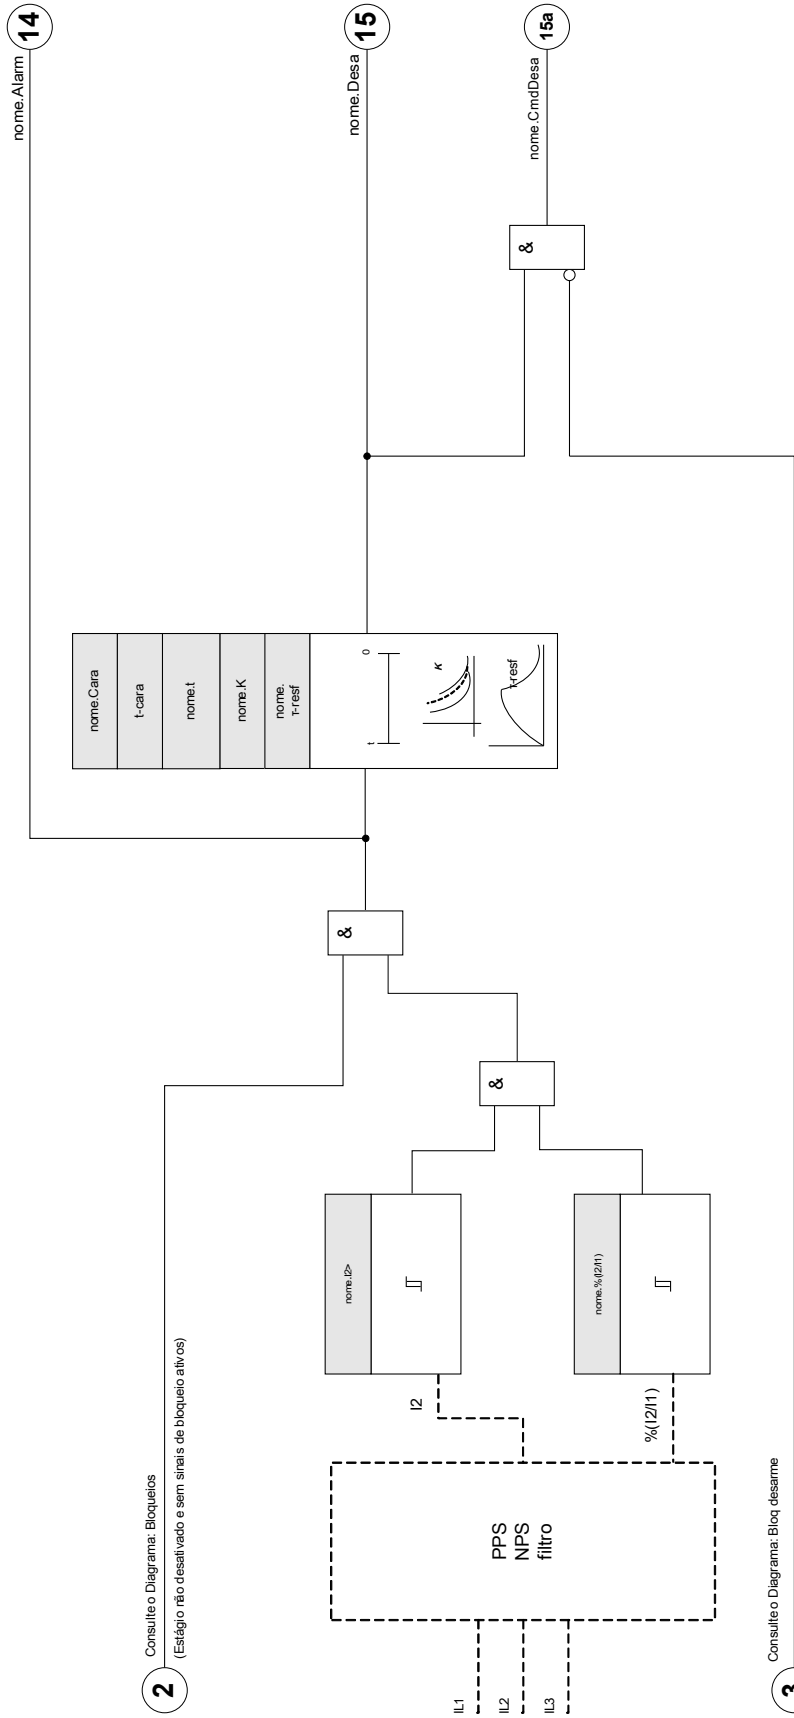 14
nome.Alarm
15
nome.Desa
15a
nome.CmdDesa
&
nome.Cara
t-cara
nome.t
nome.K
nome.
τ-resf
t
0
K
τ-resf
&
&
nome.I2>
nome.%(I2/I1)
I2
%(I2/I1)
PPS
NPS
filtro
IL1
IL2
IL3
2
Consulte o Diagrama: Bloqueios
(Estágio não desativado e sem sinais de bloqueio ativos)
3
Consulte o Diagrama: Bloq desarme